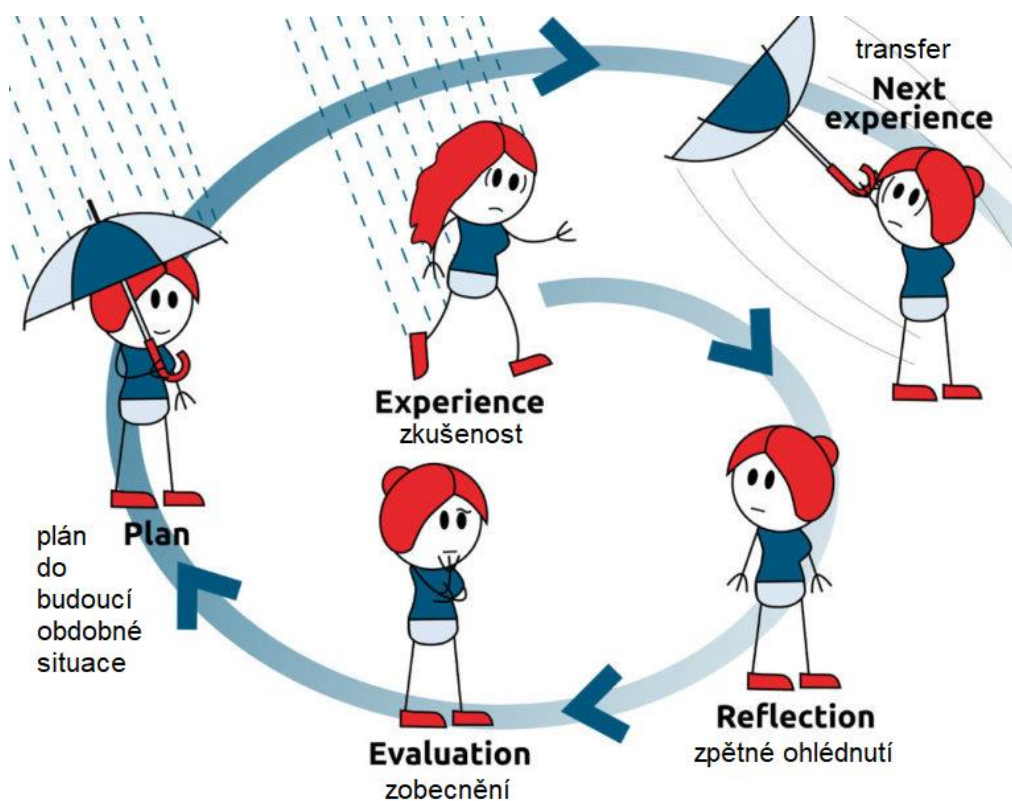 transfer
Next
experience
Experience
zkušenost
Reflection
zpětné ohlédnutí
Evaluation
zobecnění
Plan
plán
do
budoucí
obdobné
situace